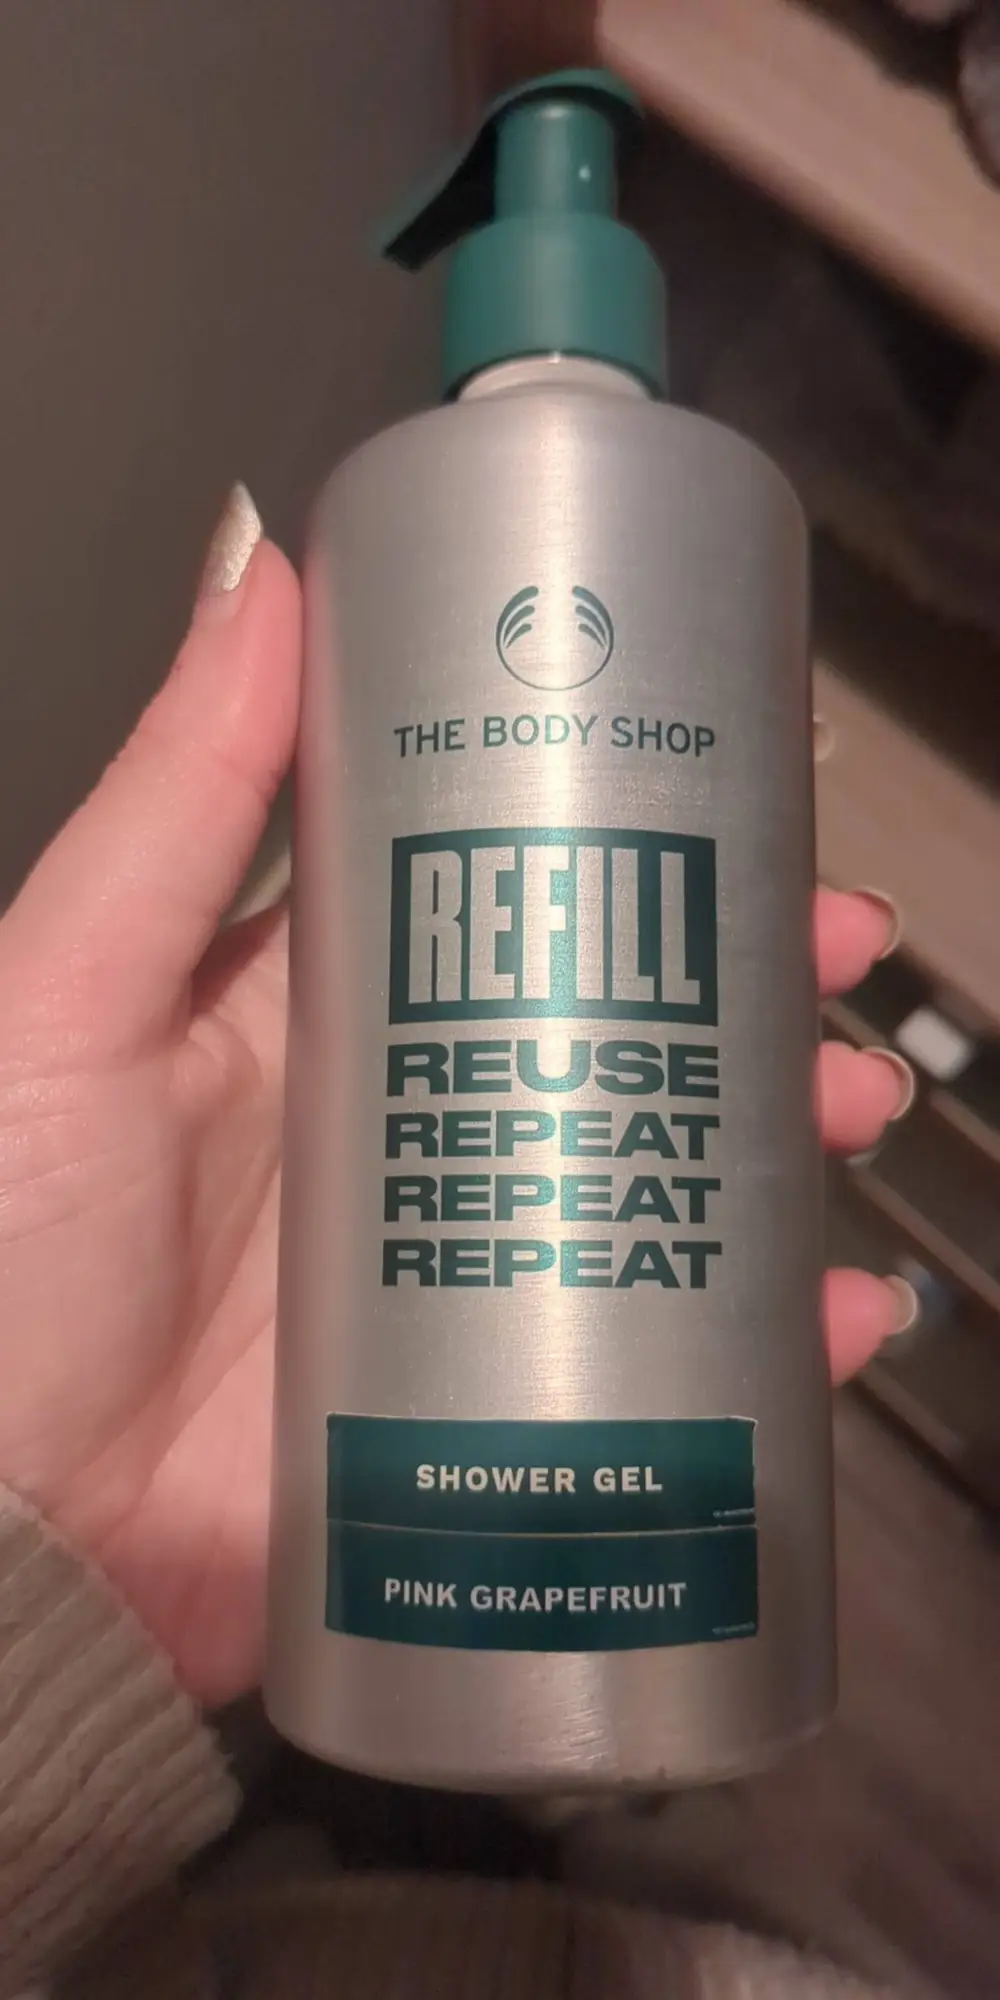 THE BODY SHOP
REFILL
REUSE
REPEAT
REPEAT
REPEAT
SHOWER GEL
PINK GRAPEFRUIT